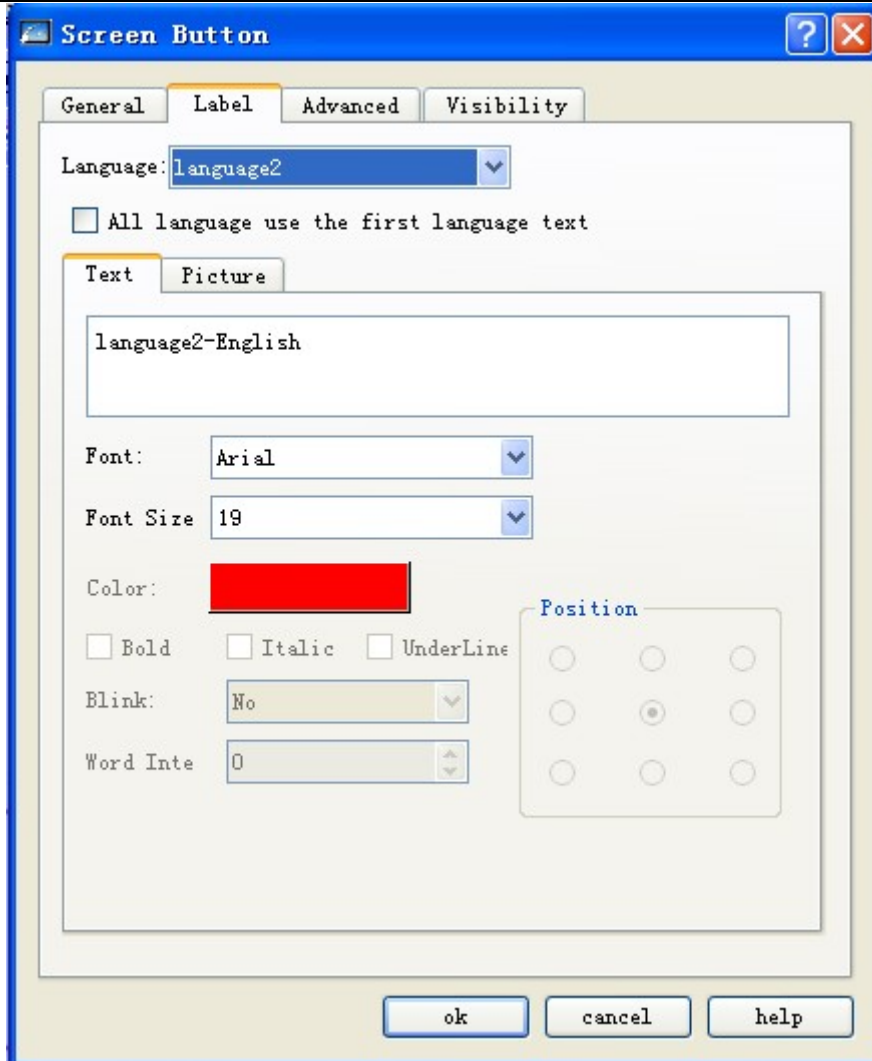 Screen Button
General Label Advanced Visibility
Language: language2
All language use the first language text
Text Picture
language2-English
Font: Arial
Font Size 19
Color:
Position
Bold Italic UnderLine
Blink: No
Word Inte 0
ok cancel help